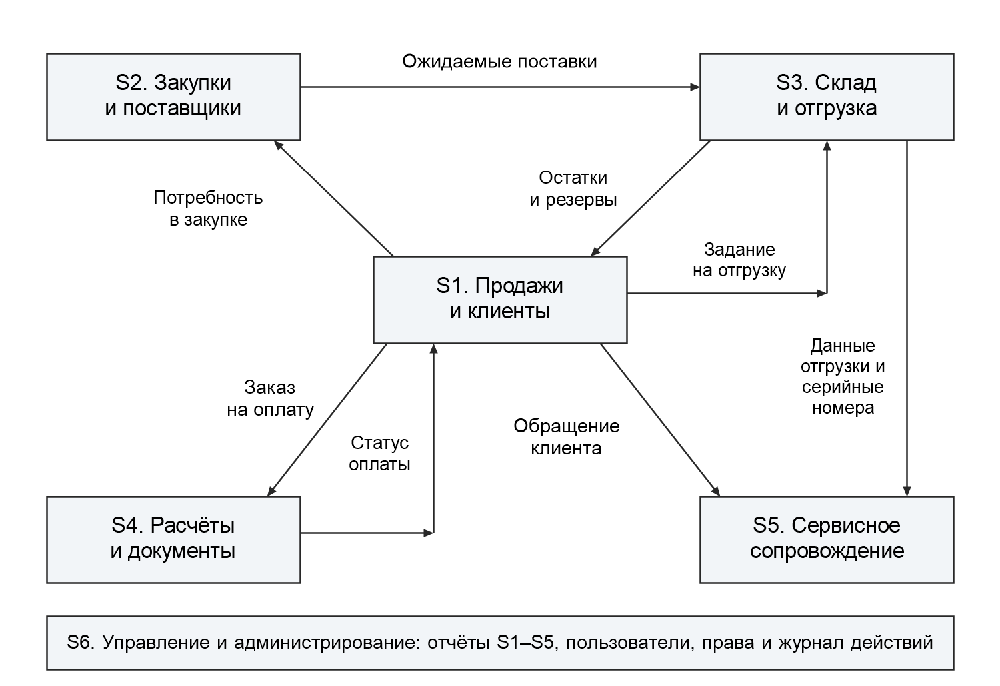 Ожидаемые поставки
S2. Закупки
и поставщики
S3. Склад
и отгрузка
Остатки
и резервы
Потребность
в закупке
Задание
на отгрузку
S1. Продажи
и клиенты
Данные
отгрузки и
серийные
номера
Заказ
на оплату
Статус
оплаты
Обращение
клиента
S4. Расчёты
и документы
S5. Сервисное
сопровождение
S6. Управление и администрирование: отчёты S1–S5, пользователи, права и журнал действий